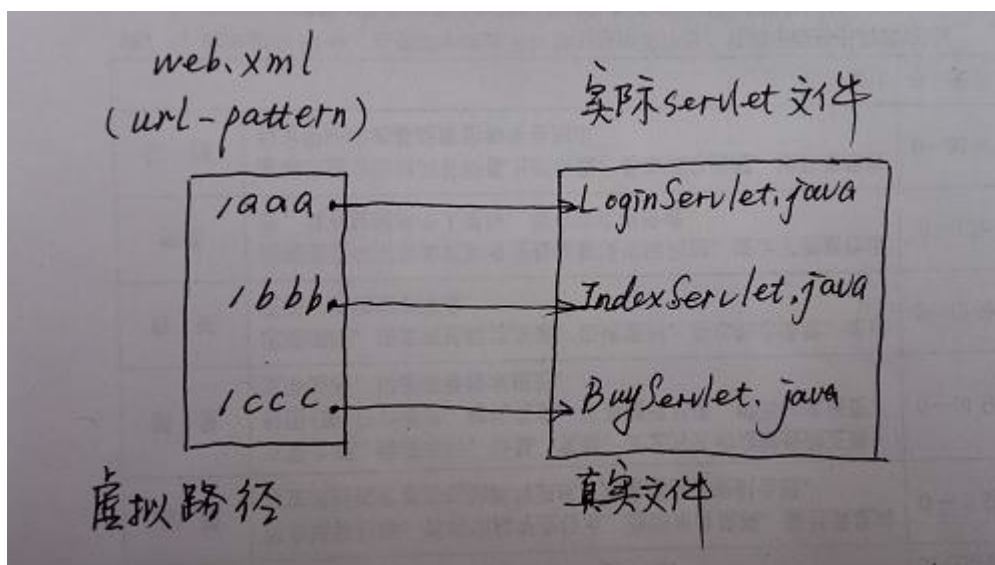 web.xml
(url-pattern)
实际servlet文件
/aaa
LoginServlet.java
/bbb
IndexServlet.java
/ccc
BuyServlet.java
虚拟路径
真实文件